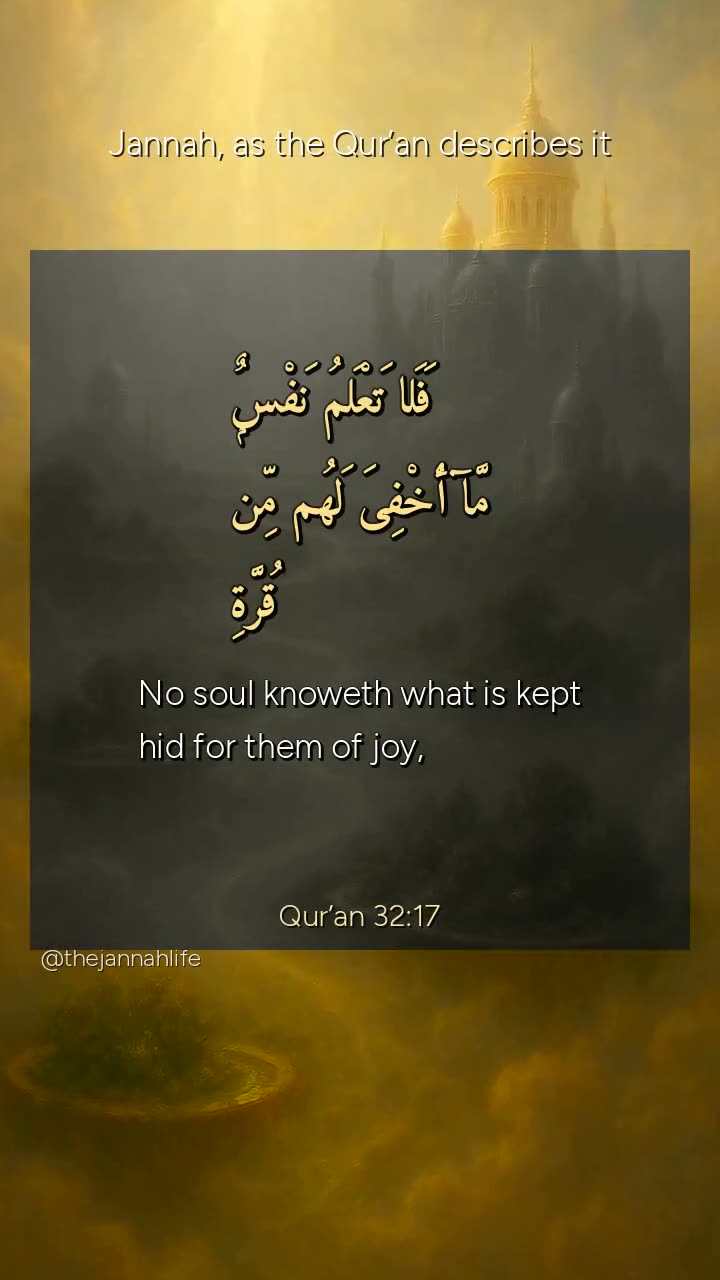 Jannah, as the Qur’an describes it
فَلَا تَعْلَمُ نَفْسٌ
مَّآ أُخْفِىَ لَهُم مِّن
قُرَّةِ
No soul knoweth what is kept
hid for them of joy,
Qur’an 32:17
@thejannahlife